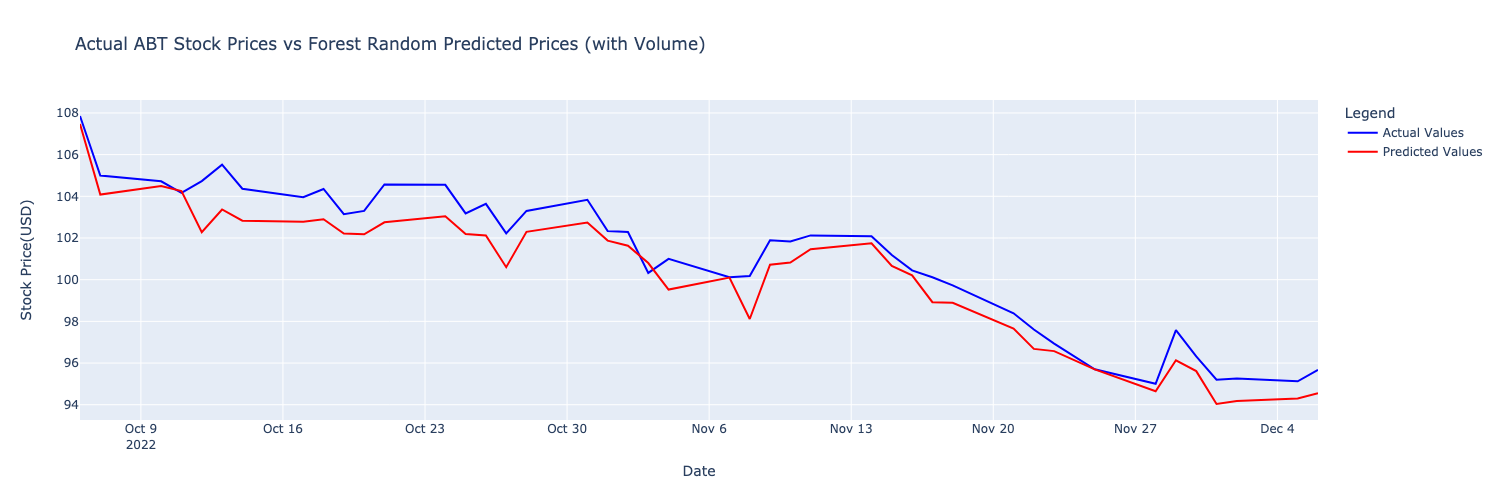 Actual ABT Stock Prices vs Forest Random Predicted Prices (with Volume)
Legend
Actual Values
Predicted Values
Stock Price(USD)
108
106
104
102
100
98
96
94
Oct 9
2022
Oct 16
Oct 23
Oct 30
Nov 6
Nov 13
Nov 20
Nov 27
Dec 4
Date